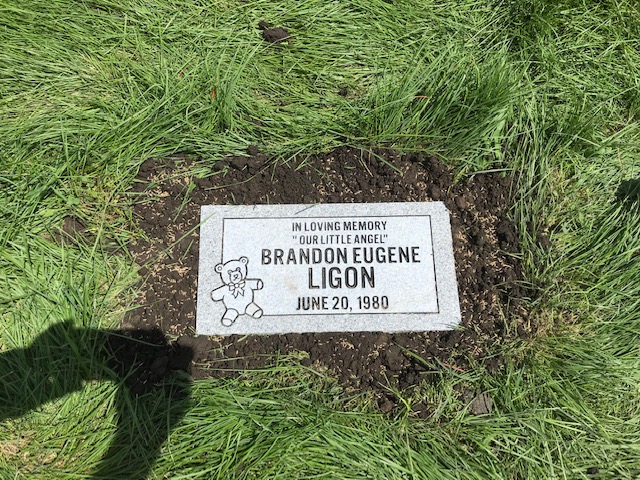 IN LOVING MEMORY
"OUR LITTLE ANGEL"
BRANDON EUGENE
LIGON
JUNE 20, 1980